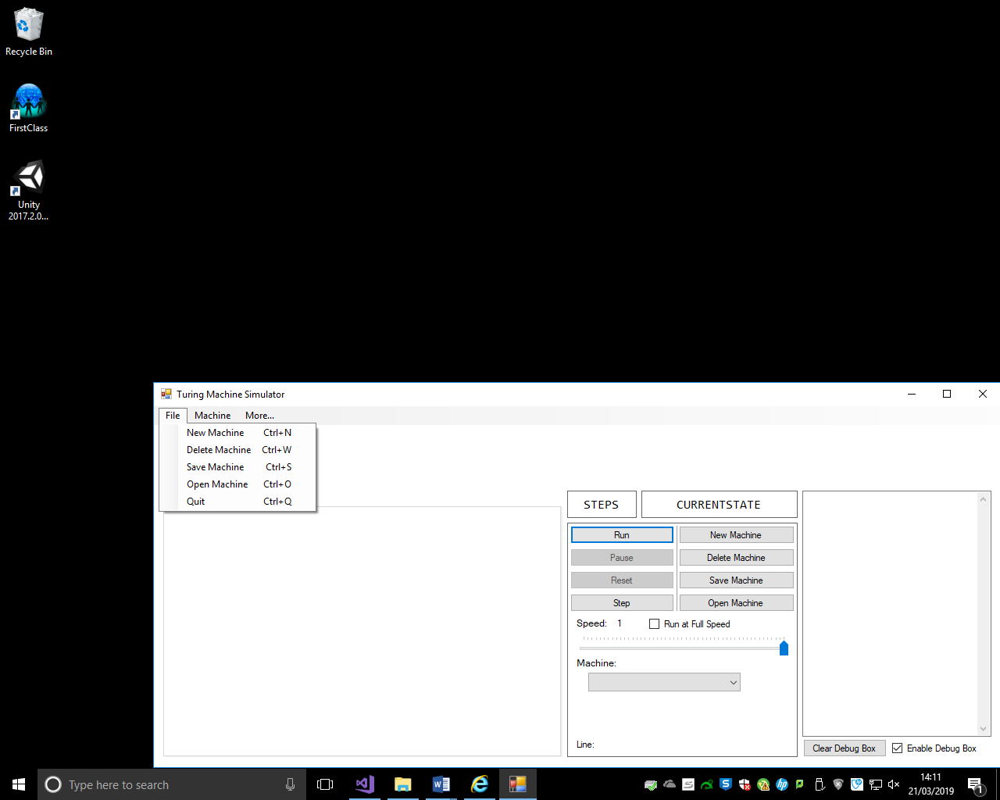 Recycle Bin
FirstClass
Unity
2017.2.0...
Turing Machine Simulator
File Machine More...
New Machine Ctrl+N
Delete Machine Ctrl+W
Save Machine Ctrl+S
Open Machine Ctrl+O
Quit Ctrl+Q
STEPS CURRENTSTATE
Run New Machine
Pause Delete Machine
Reset Save Machine
Step Open Machine
Speed: 1 Run at Full Speed
Machine:
Line:
Clear Debug Box Enable Debug Box
Type here to search
14:11
21/03/2019
1